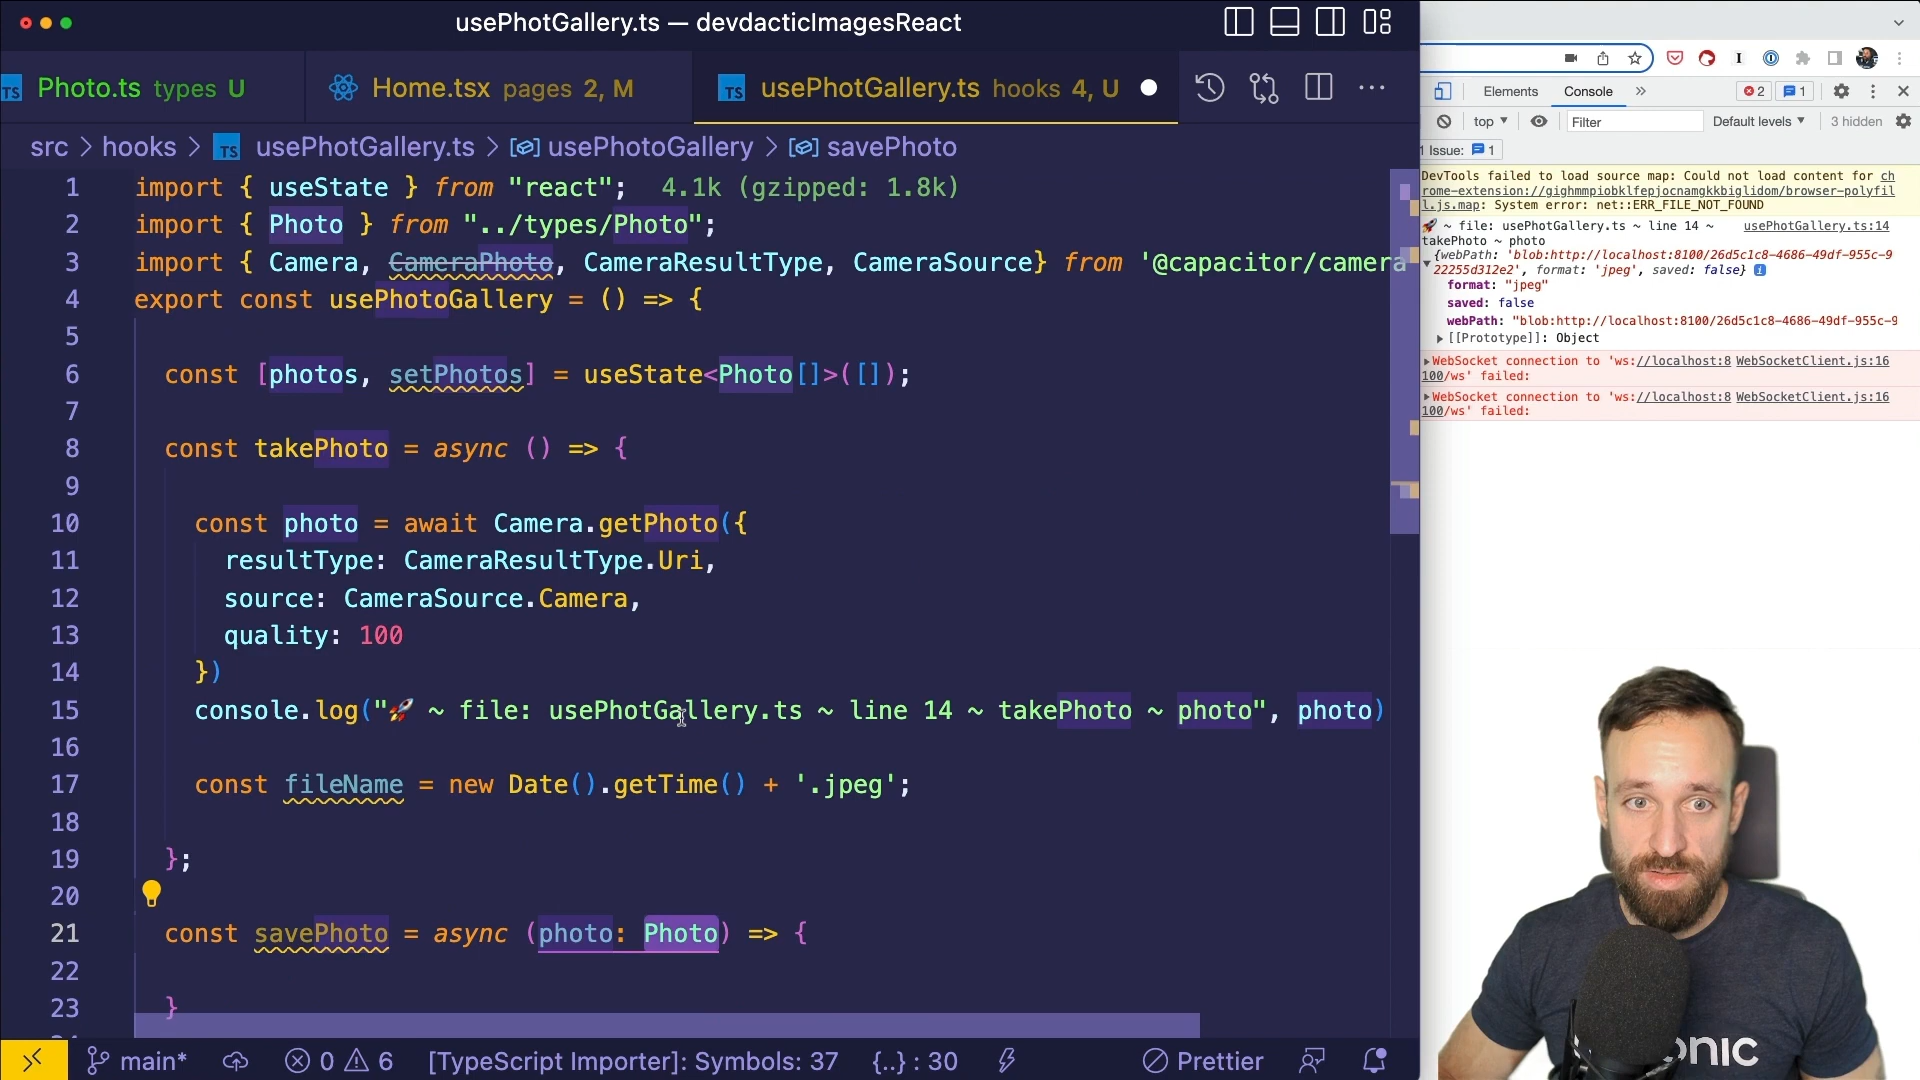 usePhotGallery.ts — devdacticImagesReact
TS Photo.ts types U
Home.tsx pages 2, M
TS usePhotGallery.ts hooks 4, U
src > hooks > TS usePhotGallery.ts > usePhotoGallery > savePhoto
1 import { useState } from "react"; 4.1k (gzipped: 1.8k)
2 import { Photo } from "../types/Photo";
3 import { Camera, CameraPhoto, CameraResultType, CameraSource} from '@capacitor/camera
4 export const usePhotoGallery = () => {
5
6 const [photos, setPhotos] = useState<Photo[]>([]);
7
8 const takePhoto = async () => {
9
10 const photo = await Camera.getPhoto({
11 resultType: CameraResultType.Uri,
12 source: CameraSource.Camera,
13 quality: 100
14 })
15 console.log("🚀 ~ file: usePhotGallery.ts ~ line 14 ~ takePhoto ~ photo", photo)
16
17 const fileName = new Date().getTime() + '.jpeg';
18
19 };
20
21 const savePhoto = async (photo: Photo) => {
22
23 }
main* 0 6 [TypeScript Importer]: Symbols: 37 {..} : 30 Prettier
Elements Console » 2 1
top Filter Default levels 3 hidden
1 Issue: 1
DevTools failed to load source map: Could not load content for ch
rome-extension://gighmmpiobklfepjocnamgkkbiglidom/browser-polyfil
l.js.map: System error: net::ERR_FILE_NOT_FOUND
🚀 ~ file: usePhotGallery.ts ~ line 14 ~ usePhotGallery.ts:14
takePhoto ~ photo
{webPath: 'blob:http://localhost:8100/26d5c1c8-4686-49df-955c-9
22255d312e2', format: 'jpeg', saved: false}
format: "jpeg"
saved: false
webPath: "blob:http://localhost:8100/26d5c1c8-4686-49df-955c-9
[[Prototype]]: Object
WebSocket connection to 'ws://localhost:8 WebSocketClient.js:16
100/ws' failed:
WebSocket connection to 'ws://localhost:8 WebSocketClient.js:16
100/ws' failed:
onic